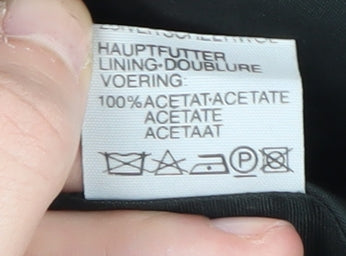 HAUPTFUTTER
LINING·DOUBLURE
VOERING:
100% ACETAT·ACETATE
ACETATE
ACETAAT
P